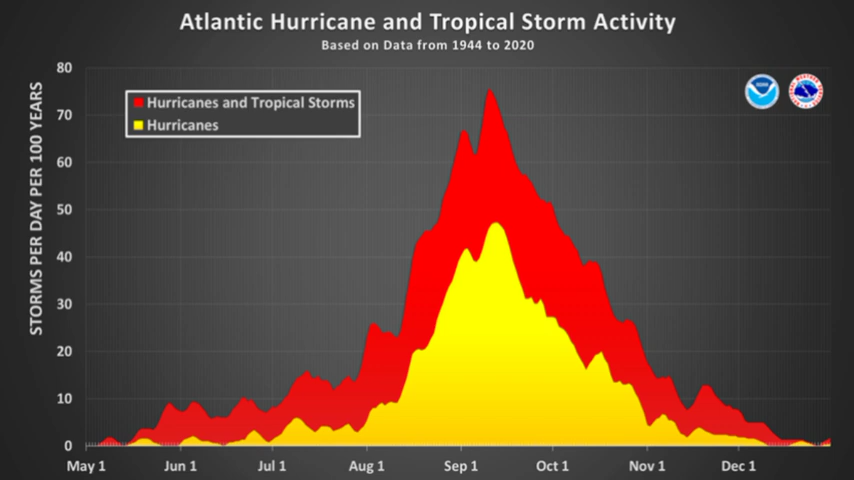 Atlantic Hurricane and Tropical Storm Activity
Based on Data from 1944 to 2020
STORMS PER DAY PER 100 YEARS
80
70
60
50
40
30
20
10
0
Hurricanes and Tropical Storms
Hurricanes
May 1 Jun 1 Jul 1 Aug 1 Sep 1 Oct 1 Nov 1 Dec 1